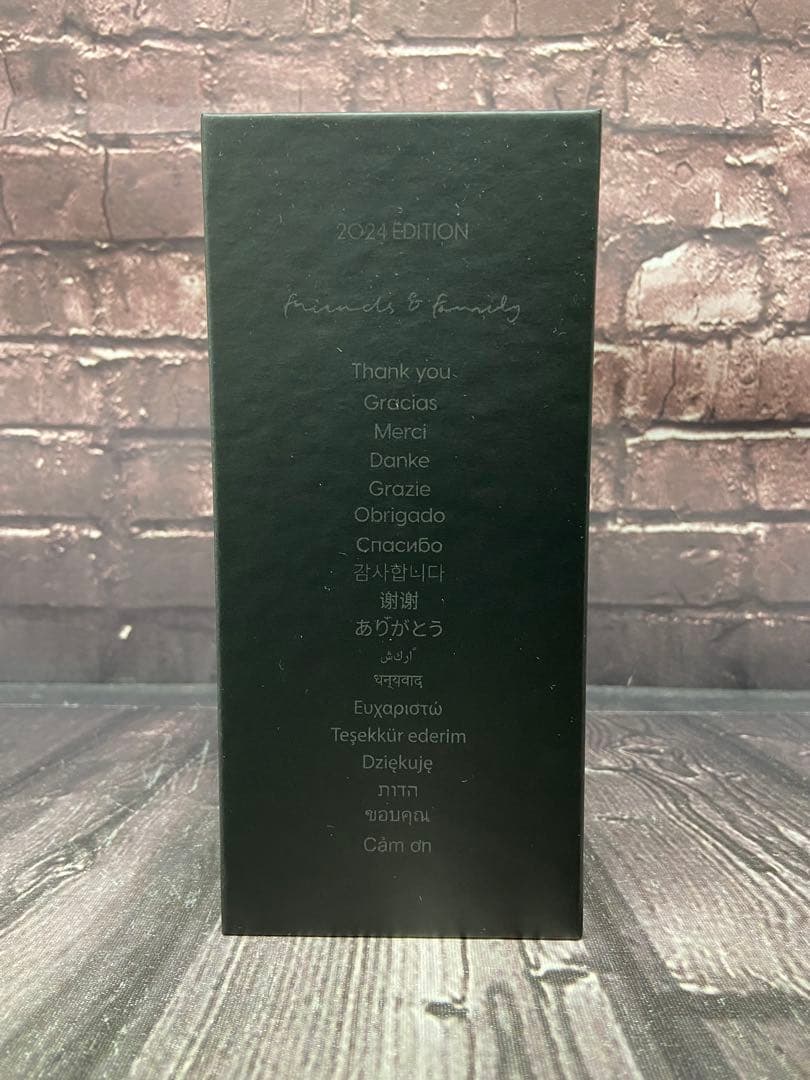 2024 EDITION
friends & family
Thank you
Gracias
Merci
Danke
Grazie
Obrigado
Спасибо
감사합니다
谢谢
ありがとう
ًاركش
धन्‌यवाद
Ευχαριστώ
Teşekkür ederim
Dziękuję
הדות
ขอบคุณ
Cảm ơn